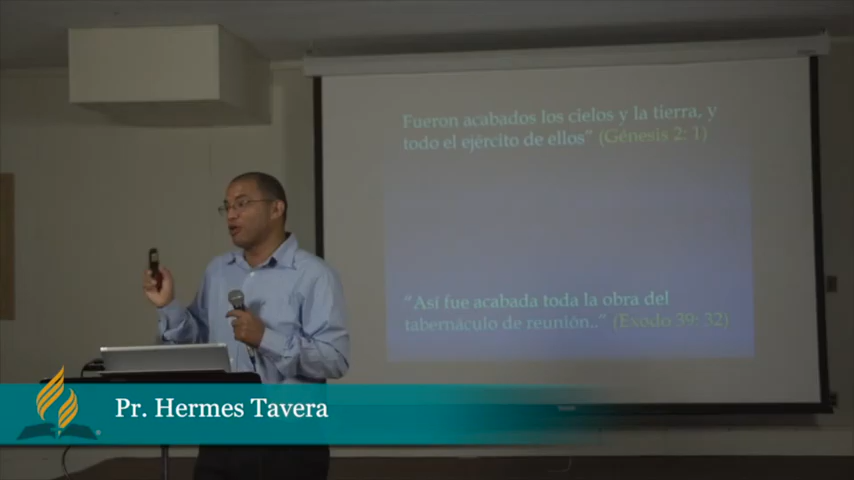 Fueron acabados los cielos y la tierra, y
todo el ejército de ellos” (Génesis 2: 1)
“Así fue acabada toda la obra del
tabernáculo de reunión..” (Exodo 39: 32)
Pr. Hermes Tavera